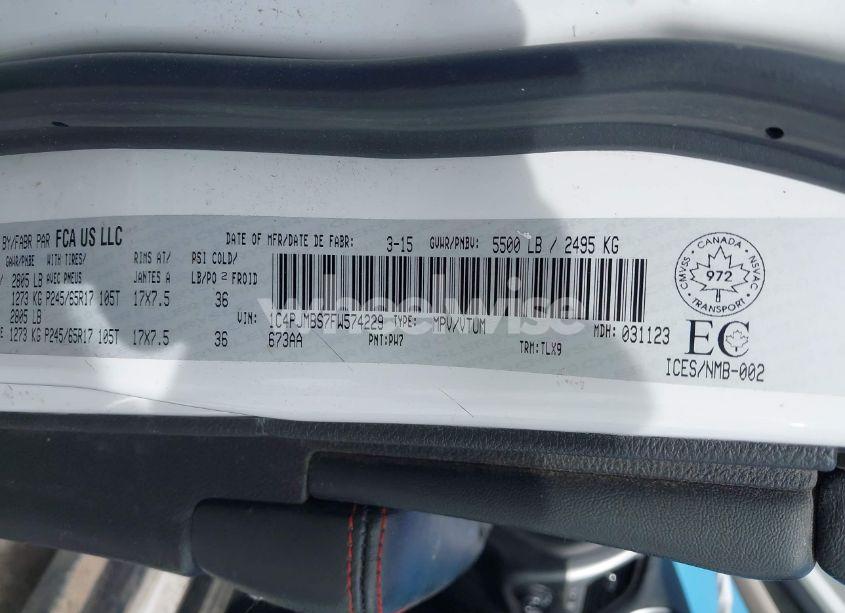 BY/FABR PAR FCA US LLC
DATE OF MFR/DATE DE FABR: 3-15 GVWR/PNBV: 5500 LB / 2495 KG
GAWR/PNBE WITH TIRES/ RIMS AT/ PSI COLD/
2805 LB AVEC PNEUS JANTES A LB/PO 2 FROID
1273 KG P245/65R17 105T 17X7.5 36
2805 LB
1273 KG P245/65R17 105T 17X7.5 36
VIN: 1C4PJMBS7FW574229 TYPE: MPV/VTUM MDH: 031123
673AA PNT:PW7 TRM:TLX9
CANADA
CMVSS NSVAC
972
TRANSPORT
EC
ICES/NMB-002
wheelwise